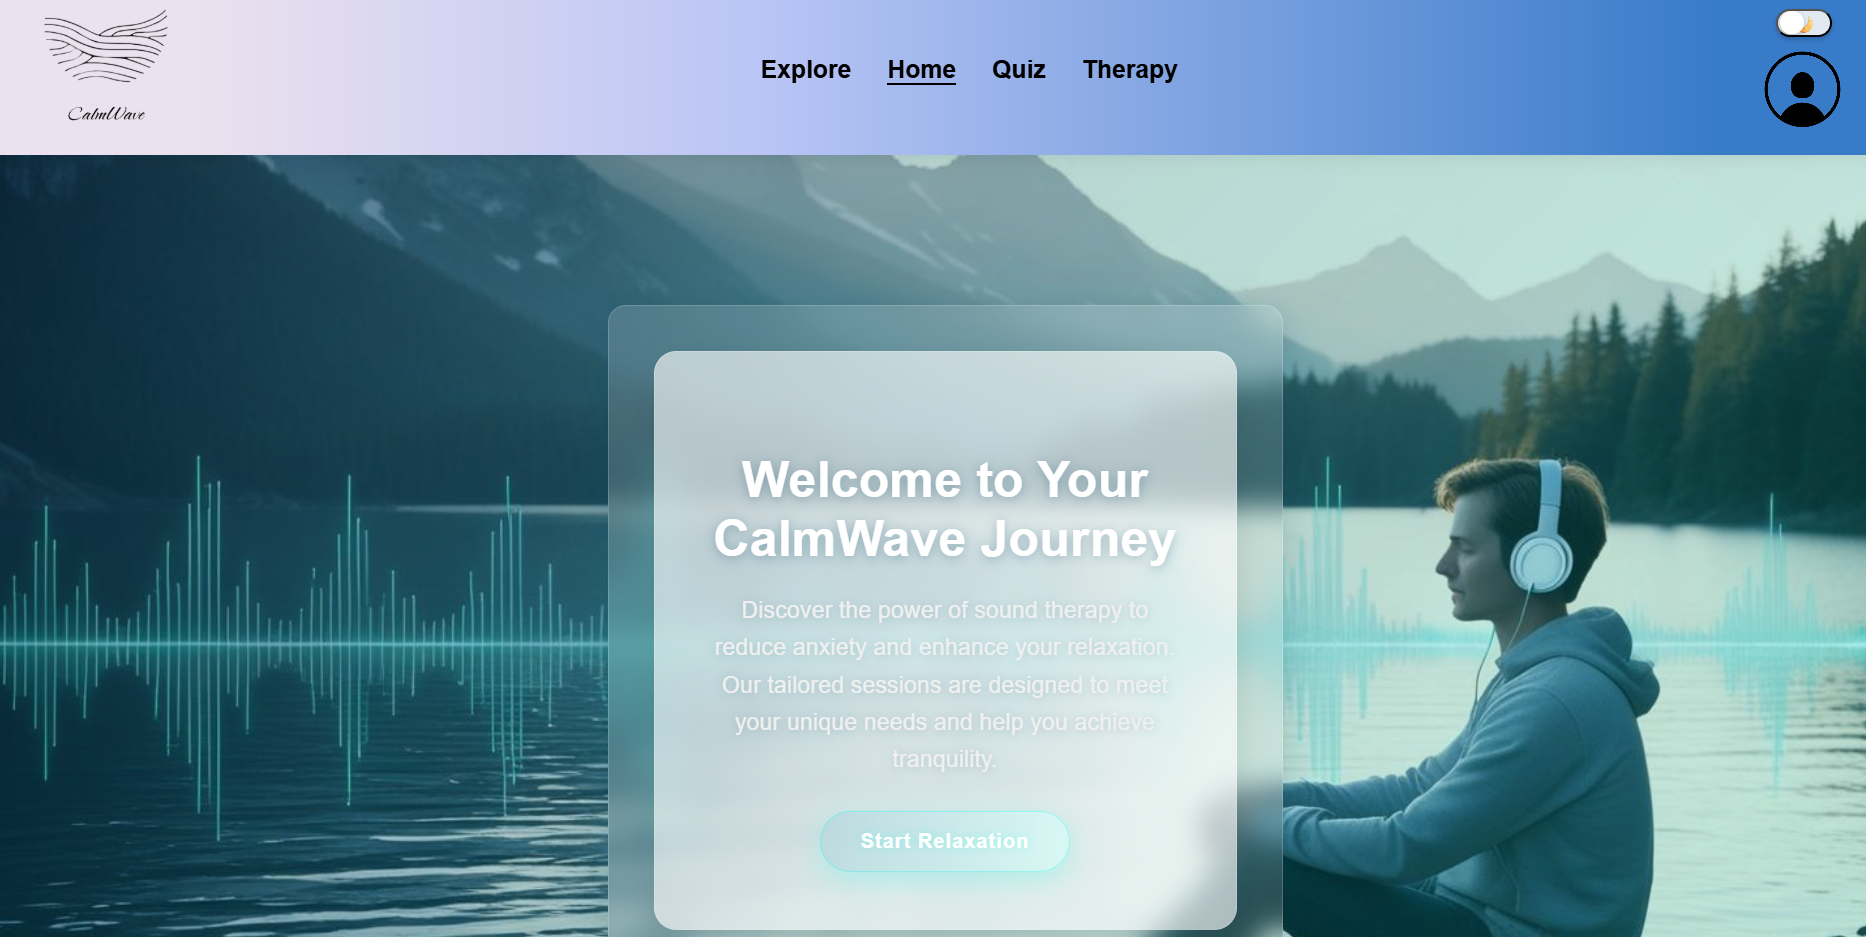 CalmWave
Explore Home Quiz Therapy
Welcome to Your
CalmWave Journey
Discover the power of sound therapy to
reduce anxiety and enhance your relaxation.
Our tailored sessions are designed to meet
your unique needs and help you achieve
tranquility.
Start Relaxation